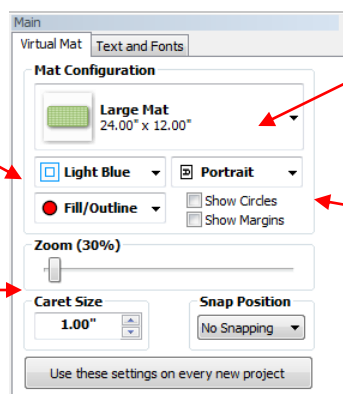 Main
Virtual Mat Text and Fonts
Mat Configuration
Large Mat
24.00" x 12.00"
Light Blue Portrait
Fill/Outline Show Circles
Show Margins
Zoom (30%)
Caret Size Snap Position
1.00" No Snapping
Use these settings on every new project